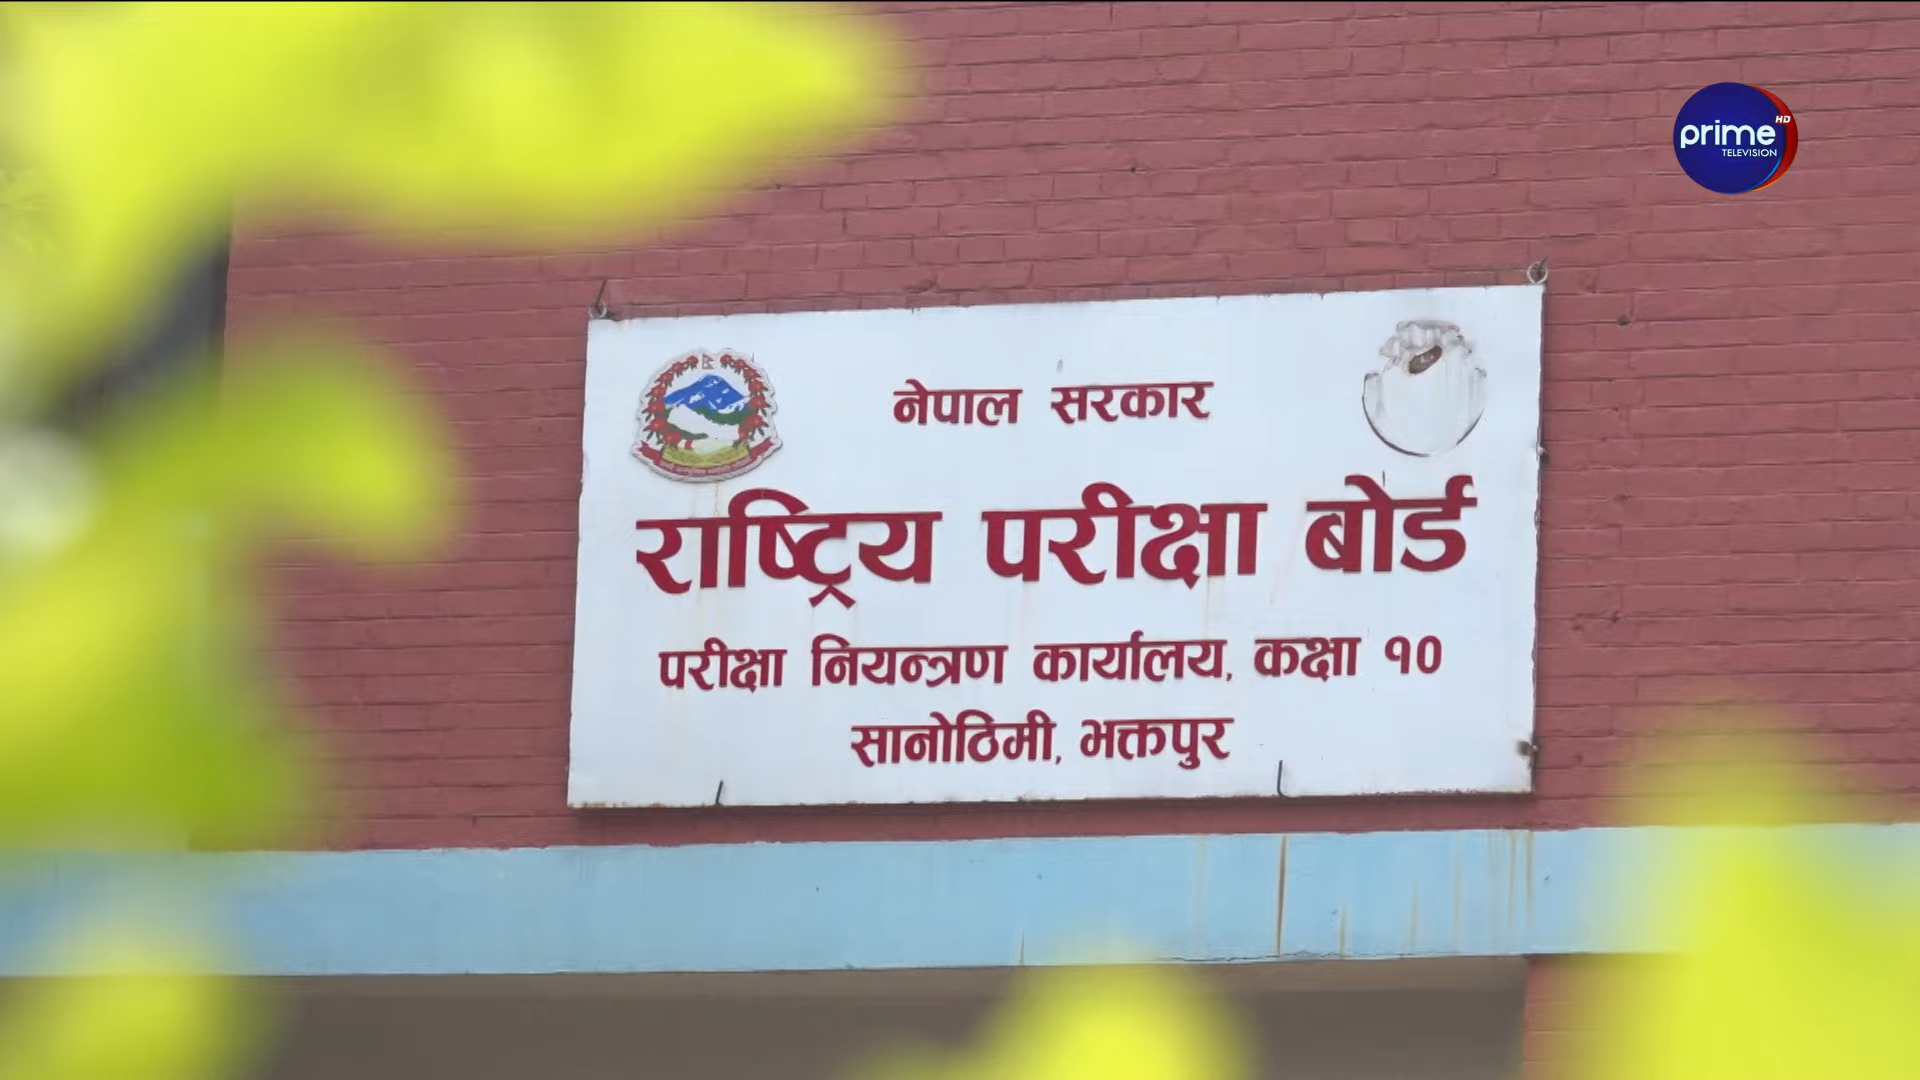 prime HD
TELEVISION
नेपाल सरकार
राष्ट्रिय परीक्षा बोर्ड
परीक्षा नियन्त्रण कार्यालय, कक्षा १०
सानोठिमी, भक्तपुर